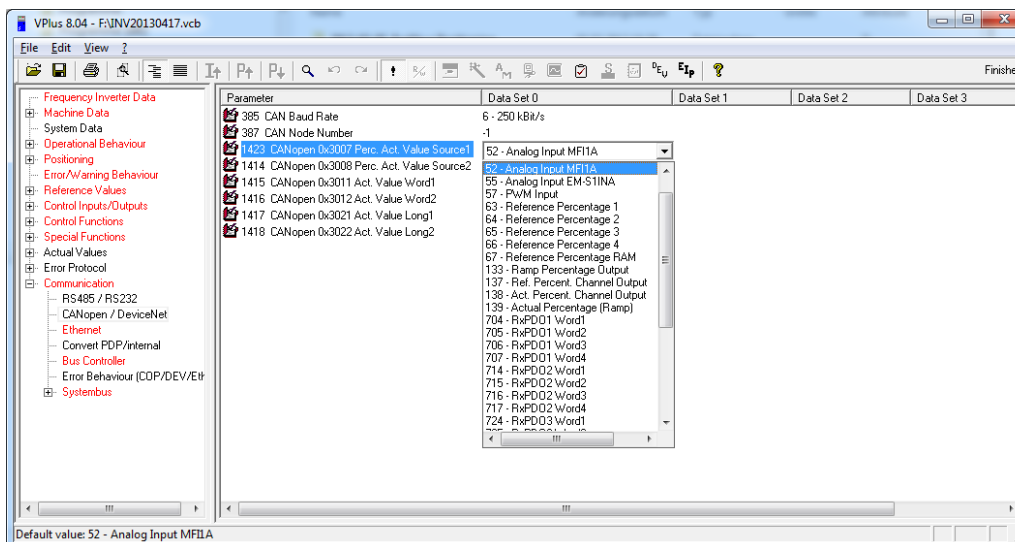 VPlus 8.04 - F:\INV20130417.vcb
File Edit View ?
Finishe
Frequency Inverter Data
Machine Data
System Data
Operational Behaviour
Positioning
Error/Warning Behaviour
Reference Values
Control Inputs/Outputs
Control Functions
Special Functions
Actual Values
Error Protocol
Communication
RS485 / RS232
CANopen / DeviceNet
Ethernet
Convert PDP/internal
Bus Controller
Error Behaviour (COP/DEV/Eth
Systembus
Parameter Data Set 0 Data Set 1 Data Set 2 Data Set 3
385 CAN Baud Rate 6 - 250 kBit/s
387 CAN Node Number -1
1423 CANopen 0x3007 Perc. Act. Value Source1 52 - Analog Input MFI1A
1414 CANopen 0x3008 Perc. Act. Value Source2
1415 CANopen 0x3011 Act. Value Word1
1416 CANopen 0x3012 Act. Value Word2
1417 CANopen 0x3021 Act. Value Long1
1418 CANopen 0x3022 Act. Value Long2
52 - Analog Input MFI1A
55 - Analog Input EM-S1INA
57 - PWM Input
63 - Reference Percentage 1
64 - Reference Percentage 2
65 - Reference Percentage 3
66 - Reference Percentage 4
67 - Reference Percentage RAM
133 - Ramp Percentage Output
137 - Ref. Percent. Channel Output
138 - Act. Percent. Channel Output
139 - Actual Percentage (Ramp)
704 - RxPDO1 Word1
705 - RxPDO1 Word2
706 - RxPDO1 Word3
707 - RxPDO1 Word4
714 - RxPDO2 Word1
715 - RxPDO2 Word2
716 - RxPDO2 Word3
717 - RxPDO2 Word4
724 - RxPDO3 Word1
Default value: 52 - Analog Input MFI1A